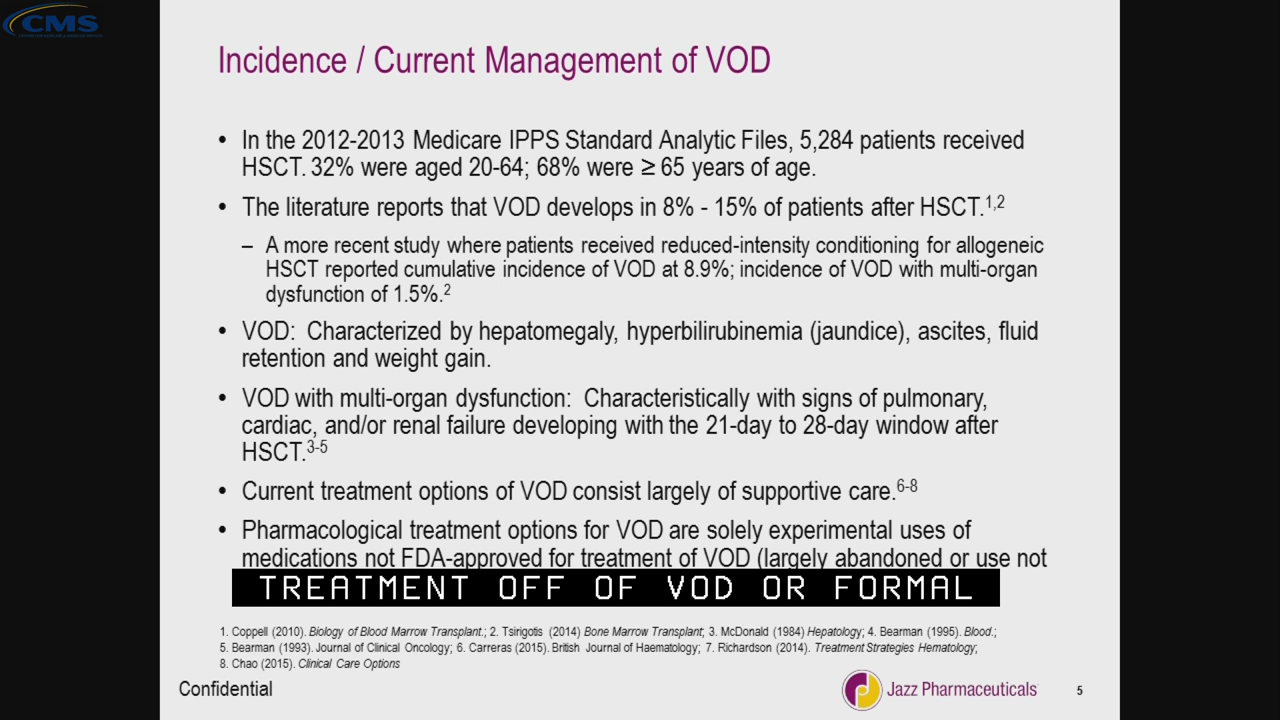 CMS
Incidence / Current Management of VOD
• In the 2012-2013 Medicare IPPS Standard Analytic Files, 5,284 patients received
HSCT. 32% were aged 20-64; 68% were ≥ 65 years of age.
• The literature reports that VOD develops in 8% - 15% of patients after HSCT.1,2
– A more recent study where patients received reduced-intensity conditioning for allogeneic
HSCT reported cumulative incidence of VOD at 8.9%; incidence of VOD with multi-organ
dysfunction of 1.5%.2
• VOD: Characterized by hepatomegaly, hyperbilirubinemia (jaundice), ascites, fluid
retention and weight gain.
• VOD with multi-organ dysfunction: Characteristically with signs of pulmonary,
cardiac, and/or renal failure developing with the 21-day to 28-day window after
HSCT.3-5
• Current treatment options of VOD consist largely of supportive care.6-8
• Pharmacological treatment options for VOD are solely experimental uses of
medications not FDA-approved for treatment of VOD (largely abandoned or use not
TREATMENT OFF OF VOD OR FORMAL
1. Coppell (2010). Biology of Blood Marrow Transplant.; 2. Tsirigotis (2014) Bone Marrow Transplant; 3. McDonald (1984) Hepatology; 4. Bearman (1995). Blood.;
5. Bearman (1993). Journal of Clinical Oncology; 6. Carreras (2015). British Journal of Haematology; 7. Richardson (2014). Treatment Strategies Hematology;
8. Chao (2015). Clinical Care Options
Confidential
Jazz Pharmaceuticals
5